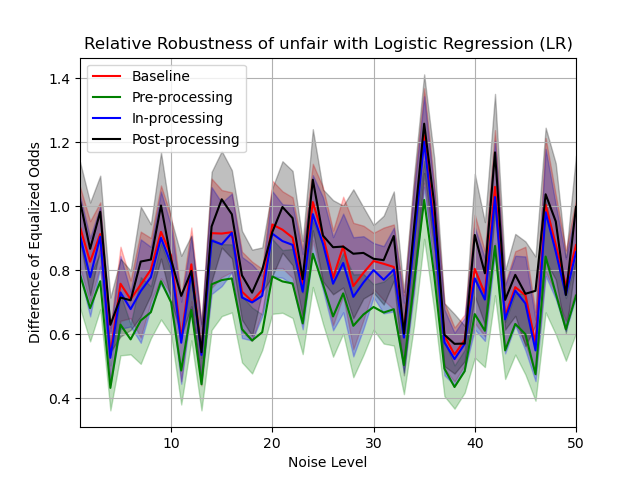 Relative Robustness of unfair with Logistic Regression (LR)
Baseline
Pre-processing
In-processing
Post-processing
Difference of Equalized Odds
1.4
1.2
1.0
0.8
0.6
0.4
10 20 30 40 50
Noise Level